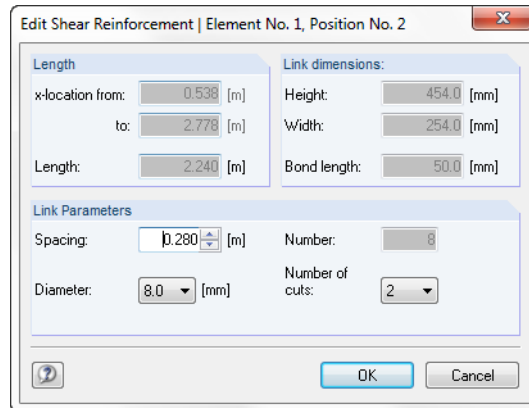 Edit Shear Reinforcement | Element No. 1, Position No. 2
Length
x-location from: 0.538 [m]
to: 2.778 [m]
Length: 2.240 [m]
Link dimensions:
Height: 454.0 [mm]
Width: 254.0 [mm]
Bond length: 50.0 [mm]
Link Parameters
Spacing: 0.280 [m]
Number: 8
Diameter: 8.0 [mm]
Number of
cuts: 2
OK Cancel